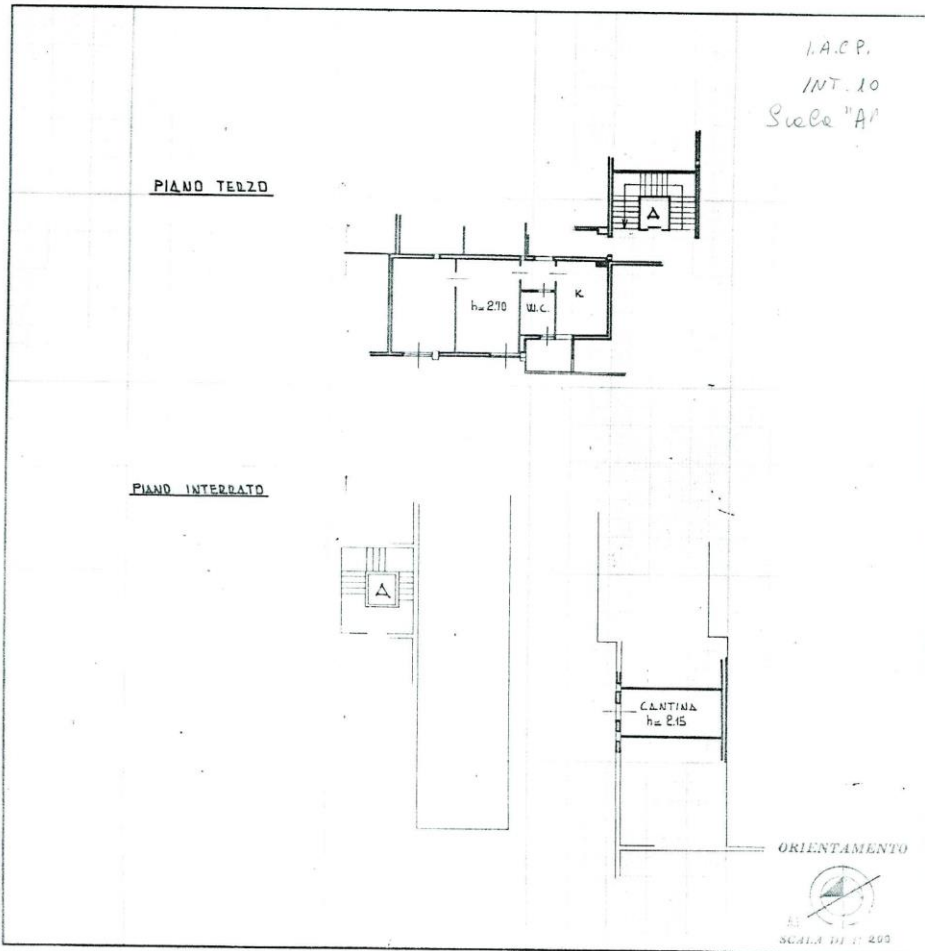 I.A.C.P.
INT. 10
Scala "A"
PIANO TERZO
A
h=2.70
W.C.
K
PIANO INTERRATO
A
CANTINA
h=2.15
ORIENTAMENTO
SCALA DI 1: 200